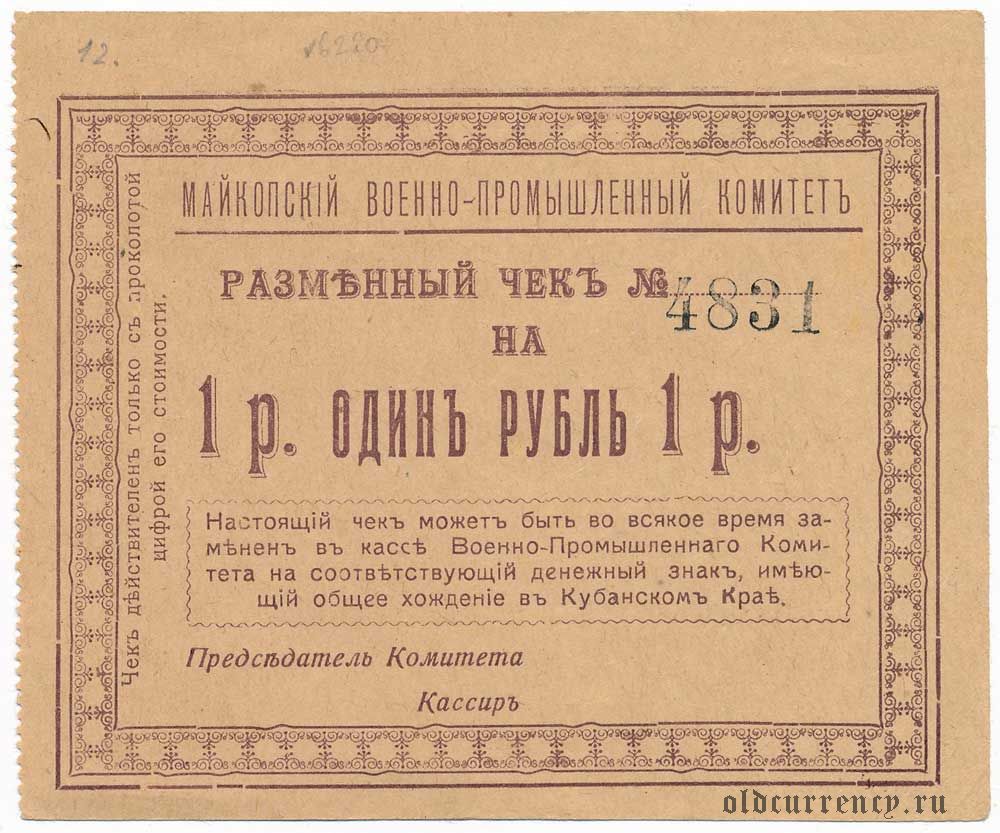 12.
МАЙКОПСКІЙ ВОЕННО-ПРОМЫШЛЕННЫЙ КОМИТЕТЪ
РАЗМѢННЫЙ ЧЕКЪ № 4831
НА
1 р. ОДИНЪ РУБЛЬ 1 р.
Настоящій чекъ можетъ быть во всякое время за-
мѣненъ въ кассѣ Военно-Промышленнаго Коми-
тета на соотвѣтствующій денежный знакъ, имѣю-
щій общее хожденіе въ Кубанскомъ Краѣ.
Предсѣдатель Комитета
Кассиръ
Чекъ дѣйствителенъ только съ проколотой
цифрой его стоимости.
oldcurrency.ru